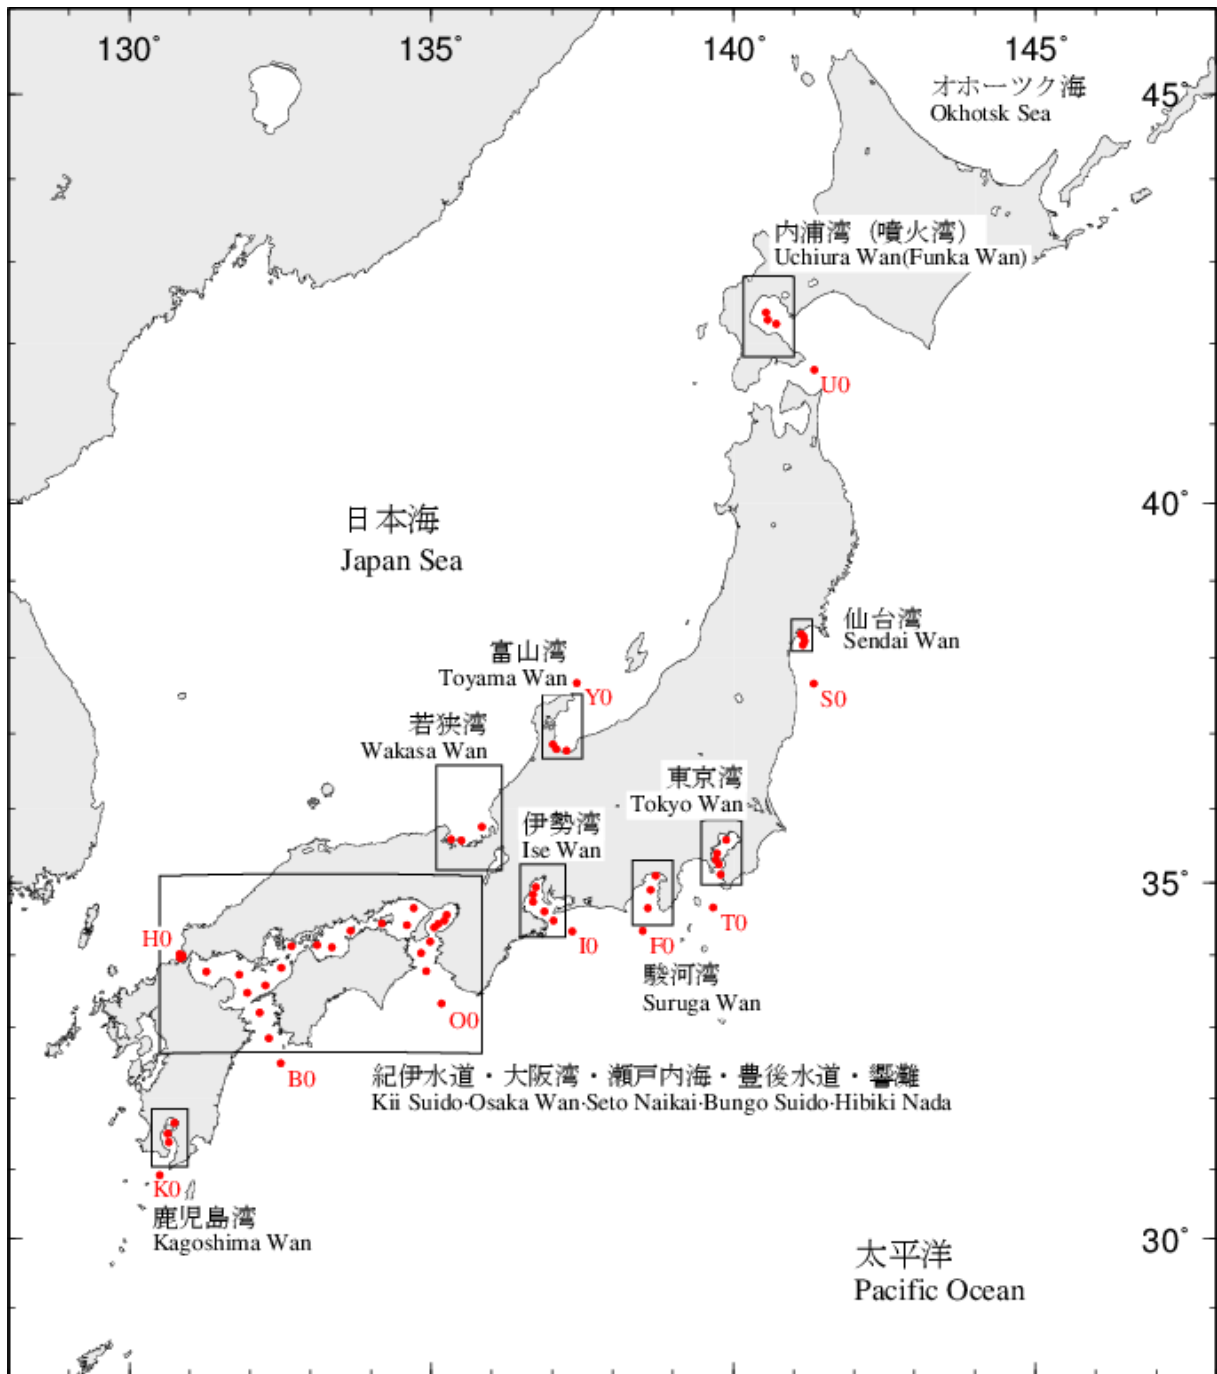 130° 135° 140° 145°
オホーツク海
Okhotsk Sea
45°
内浦湾（噴火湾）
Uchiura Wan(Funka Wan)
U0
40°
日本海
Japan Sea
仙台湾
Sendai Wan
S0
富山湾
Toyama Wan
Y0
若狭湾
Wakasa Wan
東京湾
Tokyo Wan
伊勢湾
Ise Wan
35°
H0
I0
F0
T0
駿河湾
Suruga Wan
O0
B0
紀伊水道・大阪湾・瀬戸内海・豊後水道・響灘
Kii Suido·Osaka Wan·Seto Naikai·Bungo Suido·Hibiki Nada
K0
鹿児島湾
Kagoshima Wan
30°
太平洋
Pacific Ocean